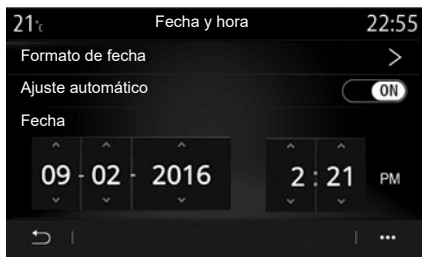 21°c Fecha y hora 22:55
Formato de fecha >
Ajuste automático ON
Fecha
09 - 02 - 2016 2 : 21 PM